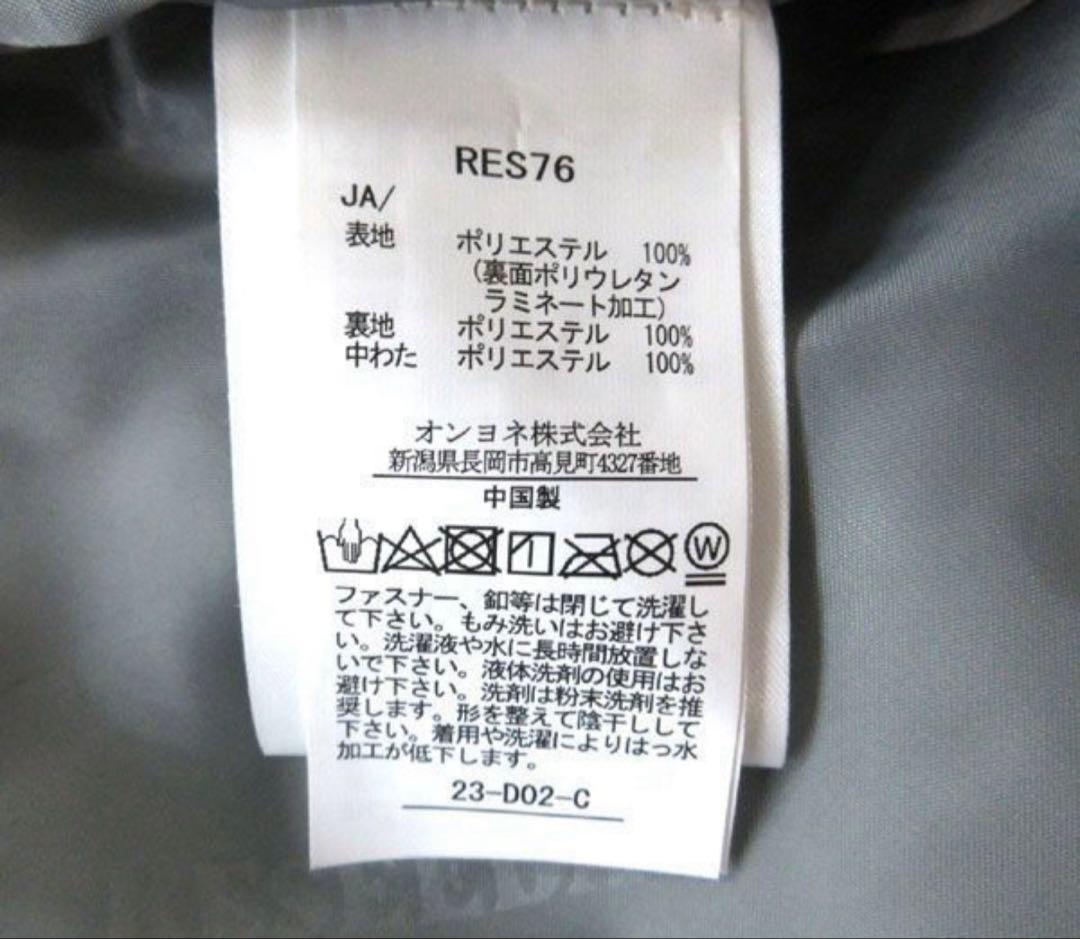 RES76
JA/
表地 ポリエステル 100%
(裏面ポリウレタン
ラミネート加工)
裏地 ポリエステル 100%
中わた ポリエステル 100%
オンヨネ株式会社
新潟県長岡市高見町4327番地
中国製
W
ファスナー、釦等は閉じて洗濯し
て下さい。もみ洗いはお避け下さ
い。洗濯液や水に長時間放置しな
いで下さい。液体洗剤の使用はお
避け下さい。洗剤は粉末洗剤を推
奨します。形を整えて陰干しして
下さい。着用や洗濯によりはっ水
加工が低下します。
23-D02-C